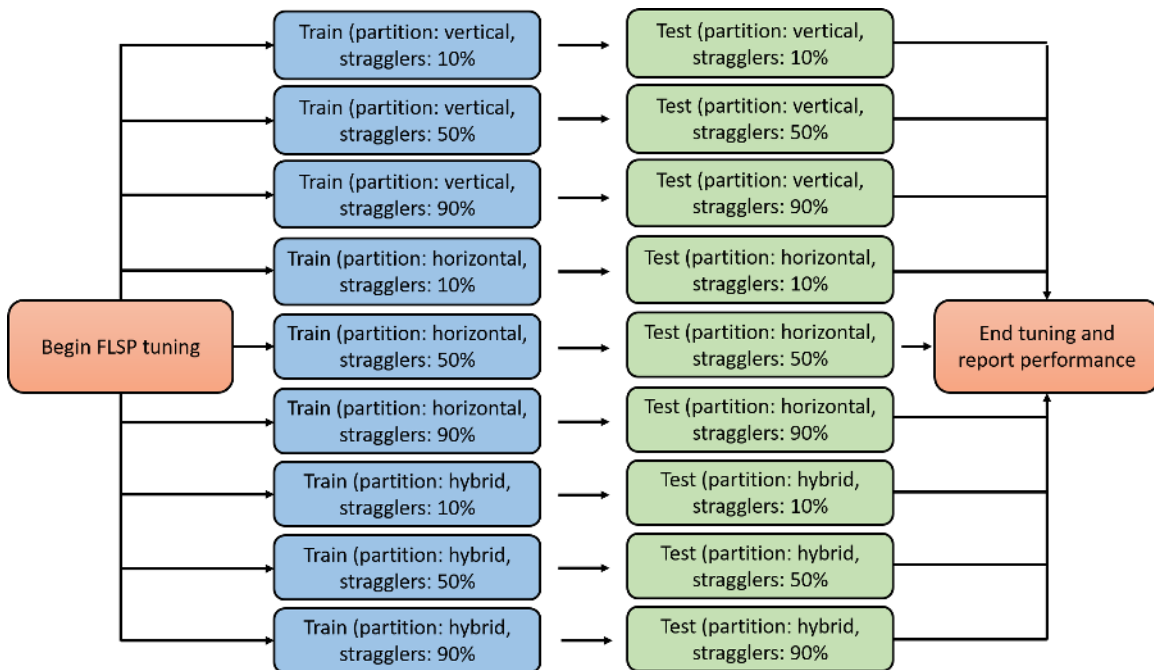 Train (partition: vertical,
stragglers: 10%
Test (partition: vertical,
stragglers: 10%
Train (partition: vertical,
stragglers: 50%
Test (partition: vertical,
stragglers: 50%
Train (partition: vertical,
stragglers: 90%
Test (partition: vertical,
stragglers: 90%
Train (partition: horizontal,
stragglers: 10%
Test (partition: horizontal,
stragglers: 10%
Begin FLSP tuning
Train (partition: horizontal,
stragglers: 50%
Test (partition: horizontal,
stragglers: 50%
End tuning and
report performance
Train (partition: horizontal,
stragglers: 90%
Test (partition: horizontal,
stragglers: 90%
Train (partition: hybrid,
stragglers: 10%
Test (partition: hybrid,
stragglers: 10%
Train (partition: hybrid,
stragglers: 50%
Test (partition: hybrid,
stragglers: 50%
Train (partition: hybrid,
stragglers: 90%
Test (partition: hybrid,
stragglers: 90%